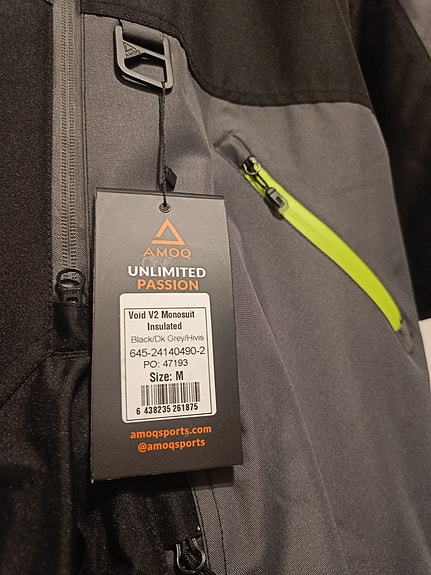 AMOQ
UNLIMITED
PASSION
Void V2 Monosuit
Insulated
Black/Dk Grey/Hivis
645-24140490-2
PO: 47193
Size: M
6 438235 261875
amoqsports.com
@amoqsports